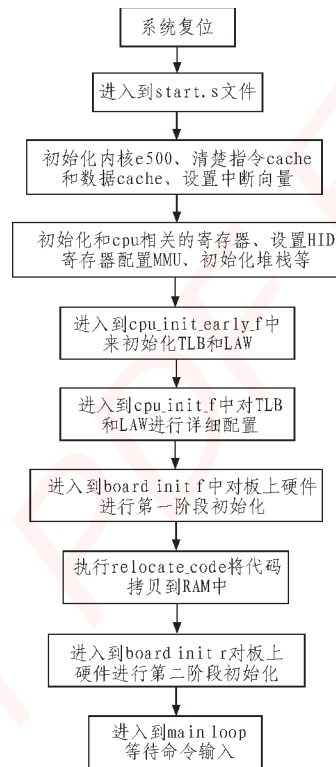 系统复位
进入到start.s文件
初始化内核e500、清楚指令cache
和数据cache、设置中断向量
初始化和cpu相关的寄存器、设置HID
寄存器配置MMU、初始化堆栈等
进入到cpu_init_early_f中
来初始化TLB和LAW
进入到cpu_init_f中对TLB
和LAW进行详细配置
进入到board init f中对板上硬件
进行第一阶段初始化
执行relocate_code将代码
拷贝到RAM中
进入到board init r对板上
硬件进行第二阶段初始化
进入到main loop
等待命令输入